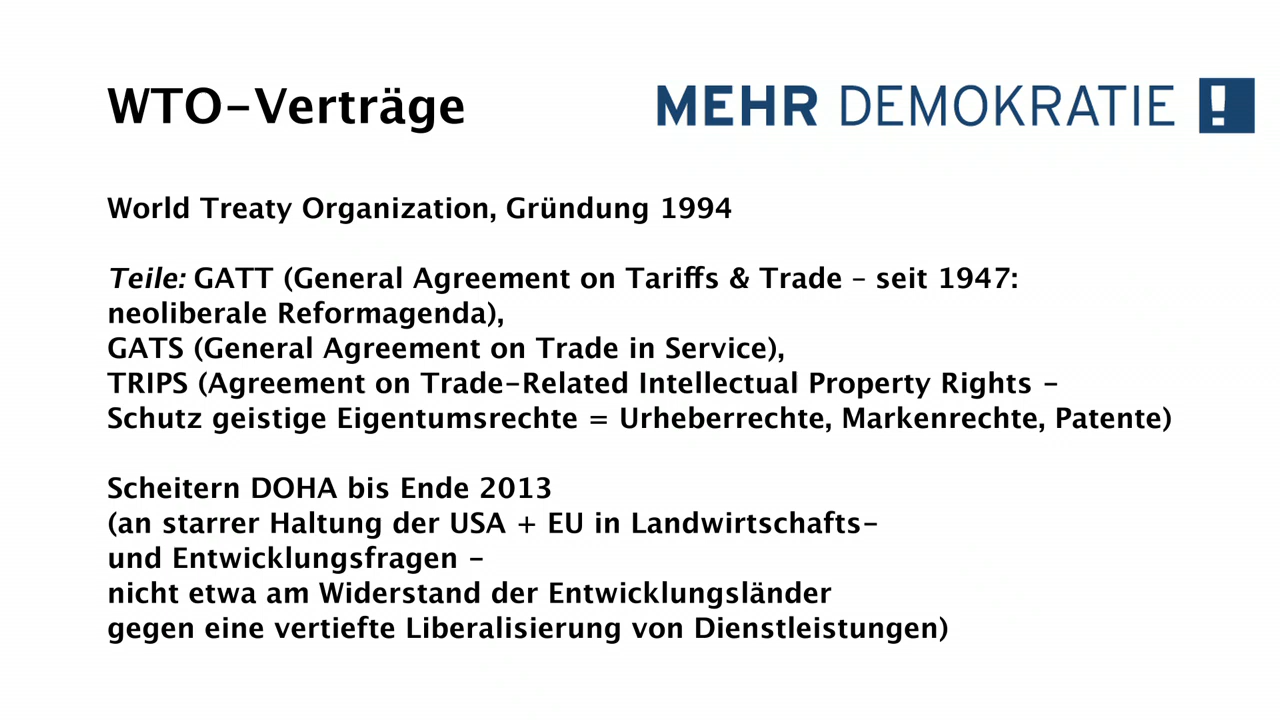 WTO-Verträge
MEHR DEMOKRATIE !
World Treaty Organization, Gründung 1994
Teile: GATT (General Agreement on Tariffs & Trade – seit 1947:
neoliberale Reformagenda),
GATS (General Agreement on Trade in Service),
TRIPS (Agreement on Trade-Related Intellectual Property Rights -
Schutz geistige Eigentumsrechte = Urheberrechte, Markenrechte, Patente)
Scheitern DOHA bis Ende 2013
(an starrer Haltung der USA + EU in Landwirtschafts-
und Entwicklungsfragen -
nicht etwa am Widerstand der Entwicklungsländer
gegen eine vertiefte Liberalisierung von Dienstleistungen)